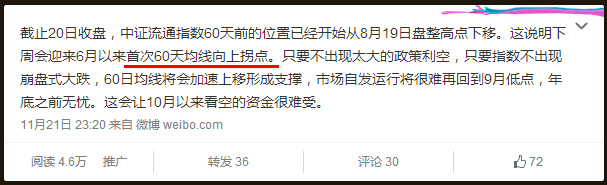 截止20日收盘，中证流通指数60天前的位置已经开始从8月19日盘整高点下移。这说明下
周会迎来6月以来首次60天均线向上拐点。只要不出现太大的政策利空，只要指数不出现
崩盘式大跌，60日均线将会加速上移形成支撑，市场自发运行将很难再回到9月低点，年
底之前无忧。这会让10月以来看空的资金很难受。
11月21日 23:20 来自 微博 weibo.com
阅读 4.6万 推广 转发 36 评论 30 72